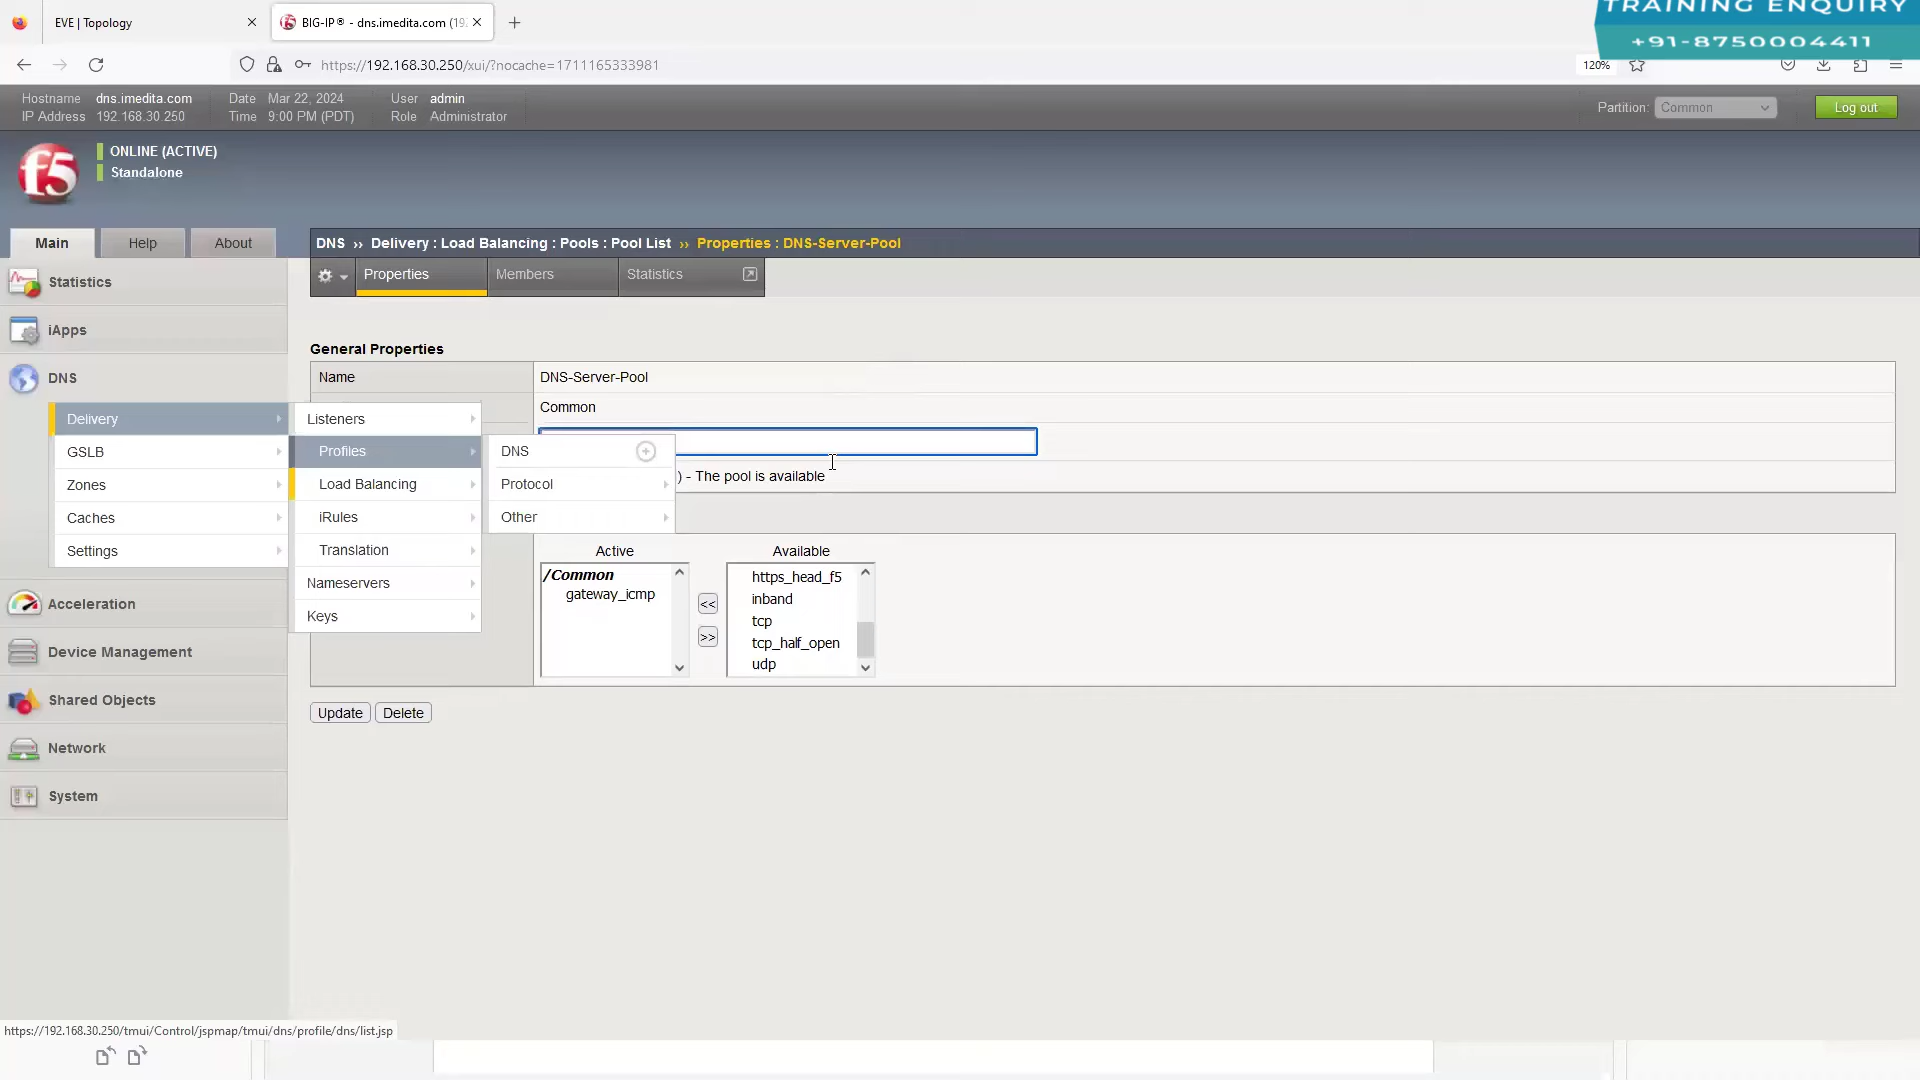 EVE | Topology
BIG-IP® - dns.imedita.com (19
TRAINING ENQUIRY
+91-8750004411
https://192.168.30.250/xui/?nocache=1711165333981
120%
Hostname dns.imedita.com Date Mar 22, 2024 User admin
IP Address 192.168.30.250 Time 9:00 PM (PDT) Role Administrator
Partition: Common
Log out
f5
ONLINE (ACTIVE)
Standalone
Main Help About
DNS ›› Delivery : Load Balancing : Pools : Pool List ›› Properties : DNS-Server-Pool
Properties Members Statistics
Statistics
iApps
DNS
Delivery
GSLB
Zones
Caches
Settings
Acceleration
Device Management
Shared Objects
Network
System
Listeners
Profiles
Load Balancing
iRules
Translation
Nameservers
Keys
DNS
Protocol
Other
General Properties
Name DNS-Server-Pool
Common
) - The pool is available
Active Available
/Common
gateway_icmp
<<
>>
https_head_f5
inband
tcp
tcp_half_open
udp
Update Delete
https://192.168.30.250/tmui/Control/jspmap/tmui/dns/profile/dns/list.jsp